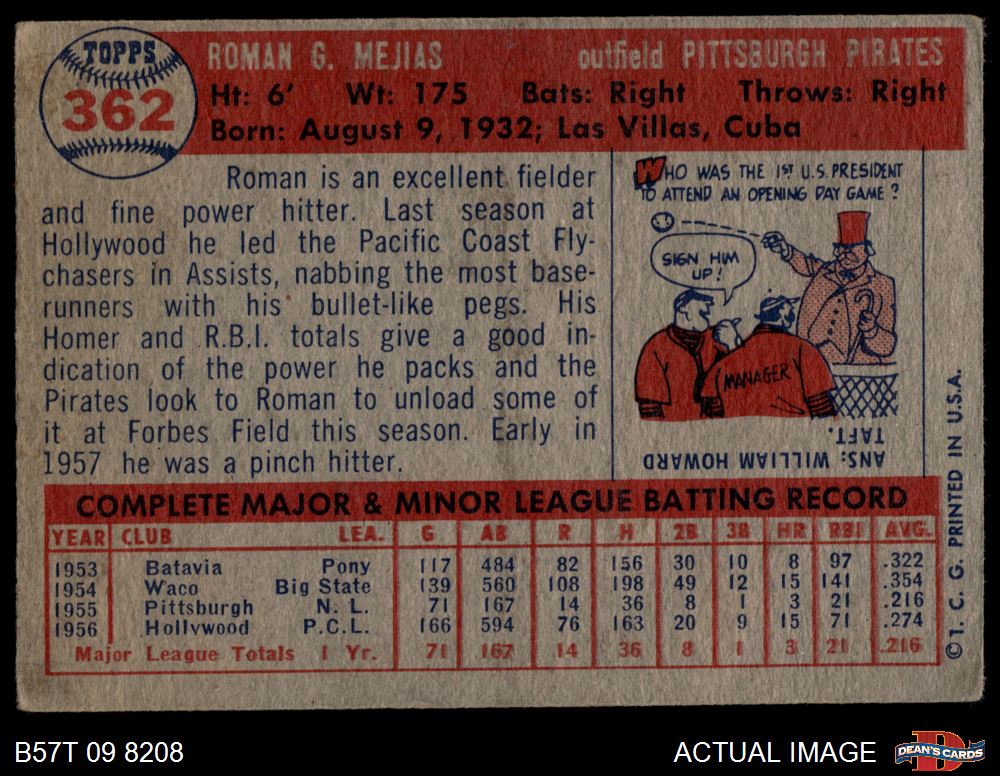 TOPPS
362
ROMAN G. MEJIAS outfield PITTSBURGH PIRATES
Ht: 6' Wt: 175 Bats: Right Throws: Right
Born: August 9, 1932; Las Villas, Cuba
Roman is an excellent fielder
and fine power hitter. Last season at
Hollywood he led the Pacific Coast Fly-
chasers in Assists, nabbing the most base-
runners with his bullet-like pegs. His
Homer and R.B.I. totals give a good in-
dication of the power he packs and the
Pirates look to Roman to unload some of
it at Forbes Field this season. Early in
1957 he was a pinch hitter.
WHO WAS THE 1ST U.S. PRESIDENT
TO ATTEND AN OPENING DAY GAME?
SIGN HIM
UP!
MANAGER
ANS: WILLIAM HOWARD
TAFT.
COMPLETE MAJOR & MINOR LEAGUE BATTING RECORD
YEAR CLUB LEA. G AB R H 2B 3B HR RBI AVG.
1953 Batavia Pony 117 484 82 156 30 10 8 97 .322
1954 Waco Big State 139 560 108 198 49 12 15 141 .354
1955 Pittsburgh N. L. 71 167 14 36 8 1 3 21 .216
1956 Hollywood P.C.L. 166 594 76 163 20 9 15 71 .274
Major League Totals 1 Yr. 71 167 14 36 8 1 3 21 .216
© T. C. G. PRINTED IN U.S.A.
B57T 09 8208 ACTUAL IMAGE
DEAN'S CARDS